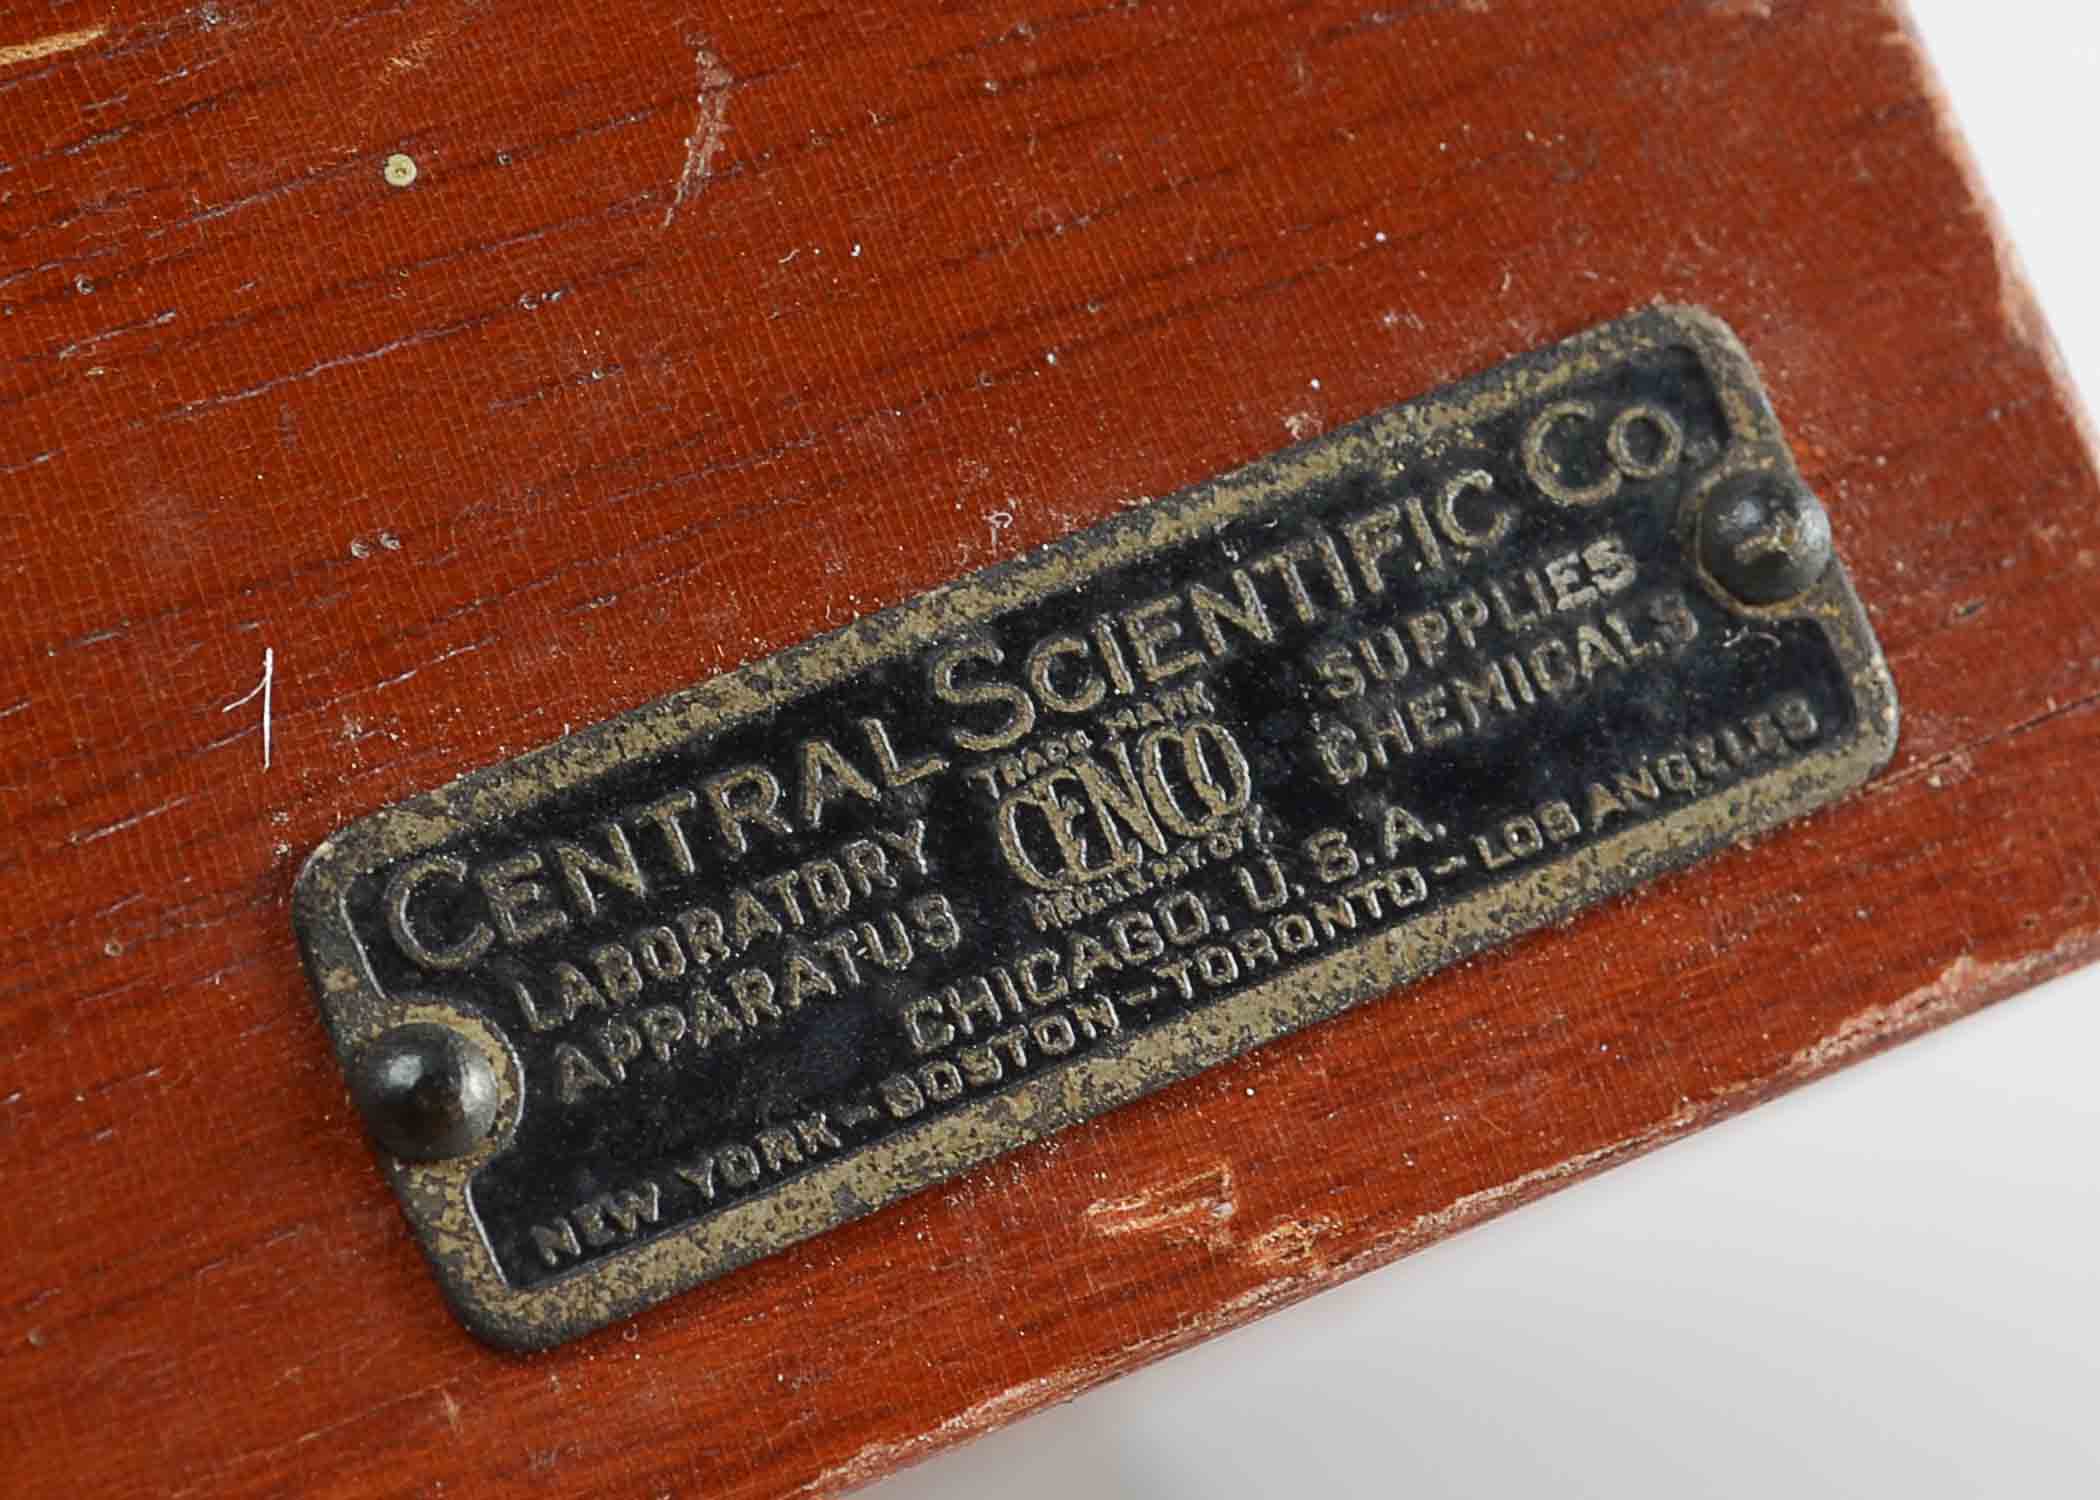 CENTRAL SCIENTIFIC CO.
LABORATORY
APPARATUS
TRADE MARK
CENCO
REG. U.S. PAT. OFF.
SUPPLIES
CHEMICALS
CHICAGO, U.S.A.
NEW YORK-BOSTON-TORONTO-LOS ANGELES